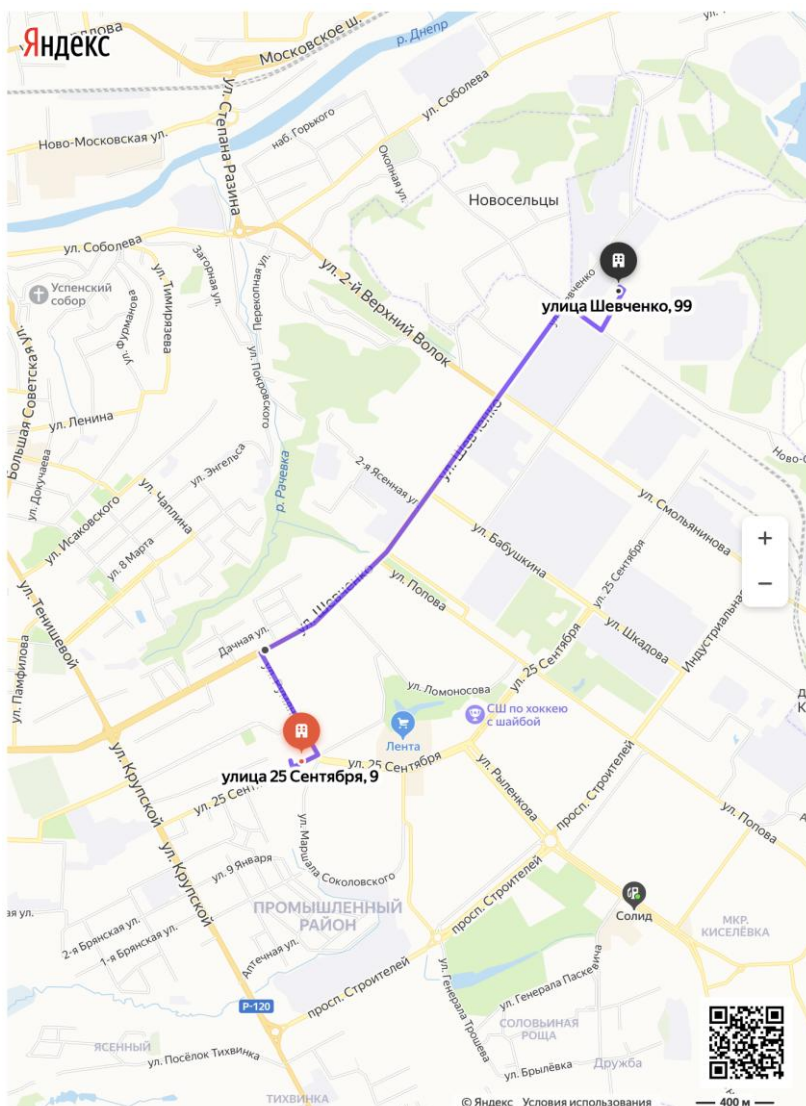 Яндекс
Московское ш.
р. Днепр
ул. Соболева
Ново-Московская ул.
ул. Степана Разина
наб. Горького
Окопная ул.
Новосельцы
ул. Соболева
Загорная ул.
Перекопная ул.
Успенский
собор
ул. Тимирязева
ул. Фурманова
ул. 2-й Верхний Волок
улица Шевченко, 99
Большая Советская ул.
ул. Покровского
ул. Ленина
ул. Шевченко
ул. Докучаева
ул. Энгельса
2-я Ясенная ул.
р. Рачевка
ул. Чаплина
ул. Исаковского
ул. 8 Марта
ул. Смольянинова
ул. Бабушкина
ул. 25 Сентября
ул. Тенишевой
ул. Шевченко
ул. Попова
ул. Шкадова
Индустриальная
Дачная ул.
ул. Памфилова
ул. 25 Сентября
ул. Ломоносова
СШ по хоккею
с шайбой
Лента
улица 25 Сентября, 9
ул. 25 Сентября
ул. Рыленкова
просп. Строителей
ул. Попова
ул. Крупской
ул. Маршала Соколовского
ул. 9 Января
ул. Крупской
ПРОМЫШЛЕННЫЙ
РАЙОН
просп. Строителей
Солид
МКР.
КИСЕЛЁВКА
2-я Брянская ул.
1-я Брянская ул.
Аптечная ул.
просп. Строителей
ул. Генерала Трошева
ул. Генерала Паскевича
Р-120
СОЛОВЬИНАЯ
РОЩА
ЯСЕННЫЙ
ул. Посёлок Тихвинка
Дружба
ул. Брылёвка
ТИХВИНКА
© Яндекс Условия использования
400 м